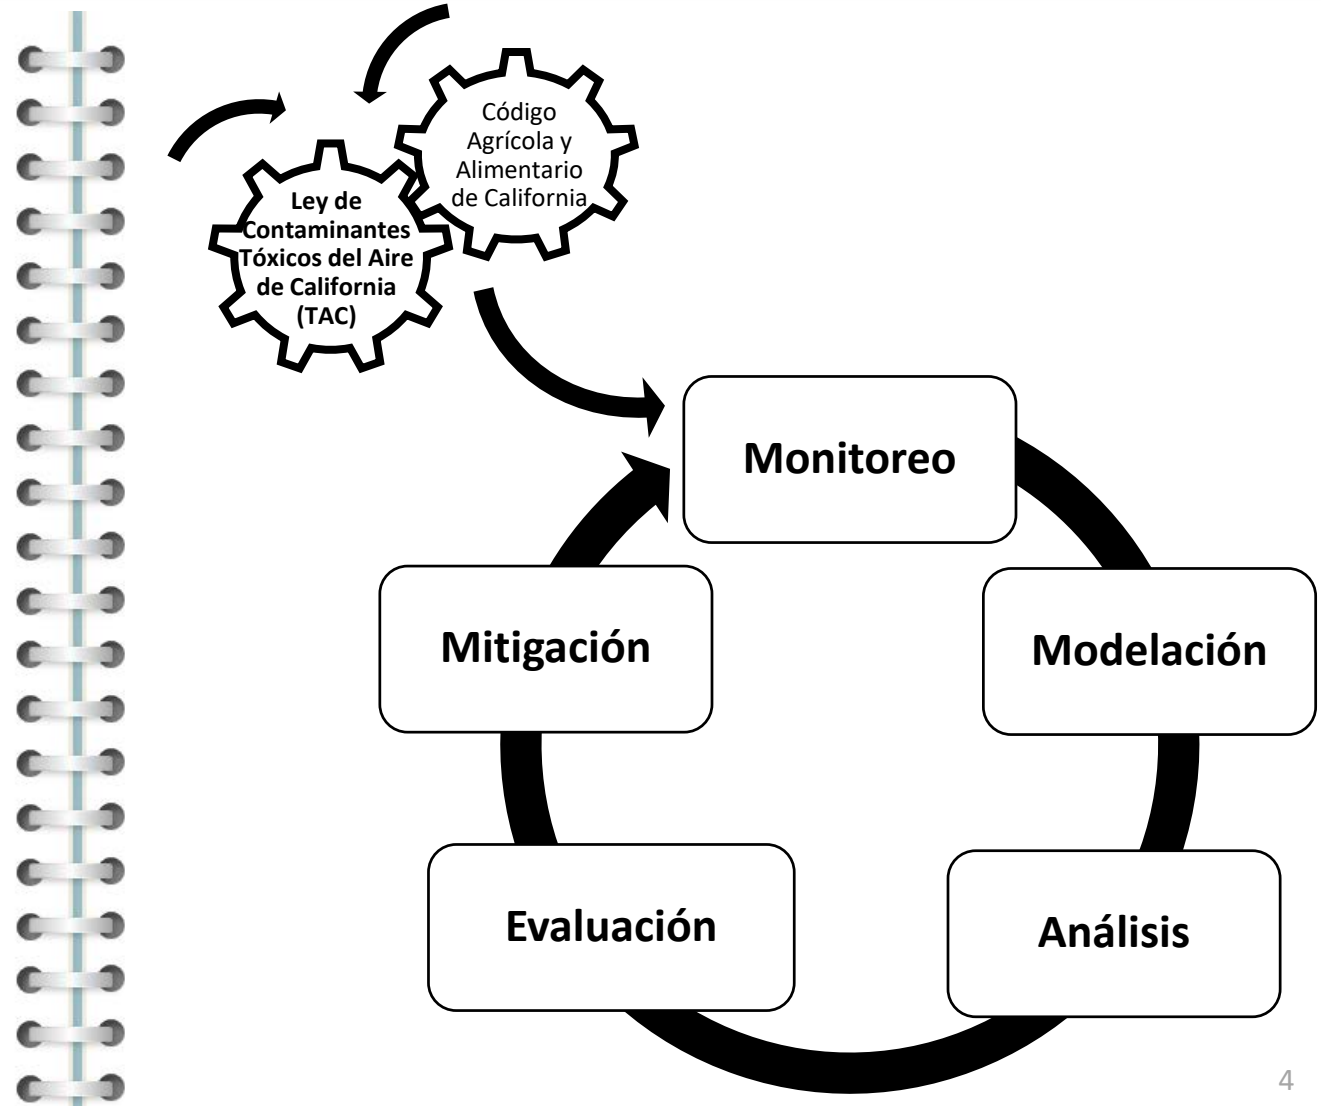 Código
Agrícola y
Alimentario
de California
Ley de
Contaminantes
Tóxicos del Aire
de California
(TAC)
Monitoreo
Mitigación
Modelación
Evaluación
Análisis
4